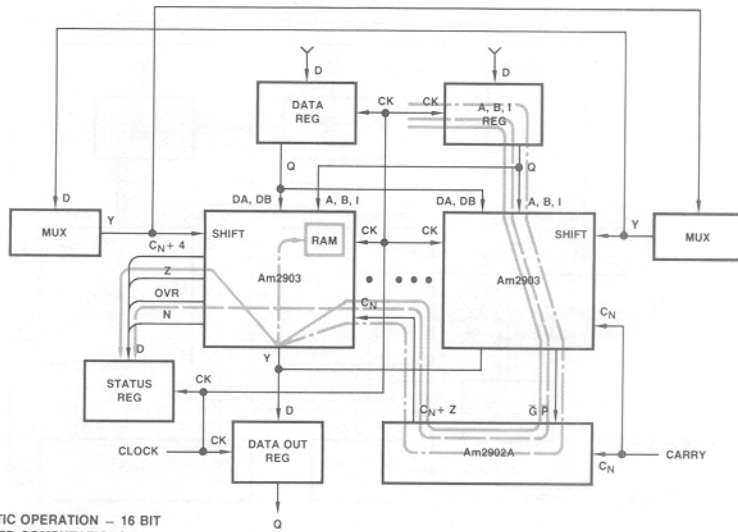 D
D
DATA
REG
CK
CK
A, B, I
REG
Q
Q
D
DA, DB
A, B, I
DA, DB
A, B, I
MUX
Y
SHIFT
RAM
CK
CK
SHIFT
Y
MUX
CN + 4
Z
Am2903
Am2903
OVR
CN
CN
N
D
Y
STATUS
REG
CK
D
CN + Z
G P
CLOCK
CK
DATA OUT
REG
Am2902A
CN
CARRY
Q
TIC OPERATION – 16 BIT